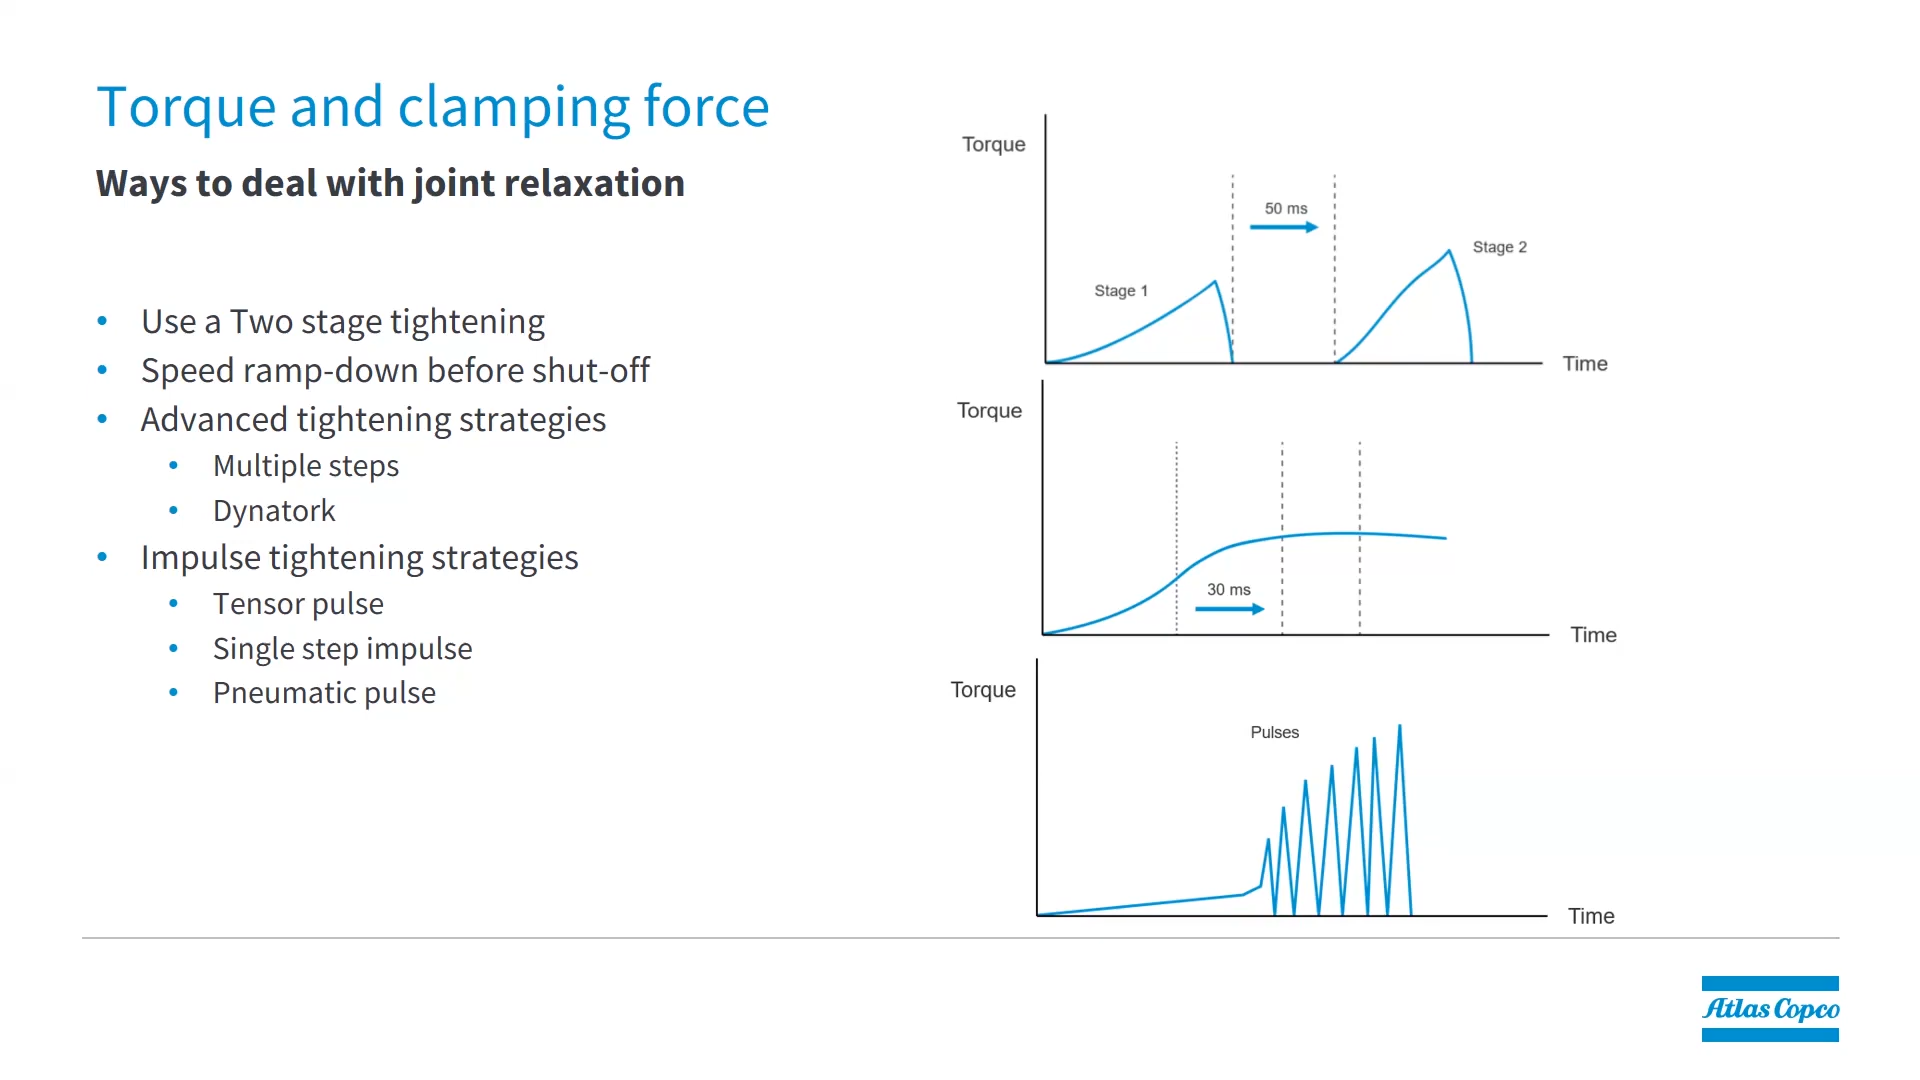 Torque and clamping force
Ways to deal with joint relaxation
• Use a Two stage tightening
• Speed ramp-down before shut-off
• Advanced tightening strategies
• Multiple steps
• Dynatork
• Impulse tightening strategies
• Tensor pulse
• Single step impulse
• Pneumatic pulse
Torque
50 ms
Stage 2
Stage 1
Time
Torque
30 ms
Time
Torque
Pulses
Time
Atlas Copco